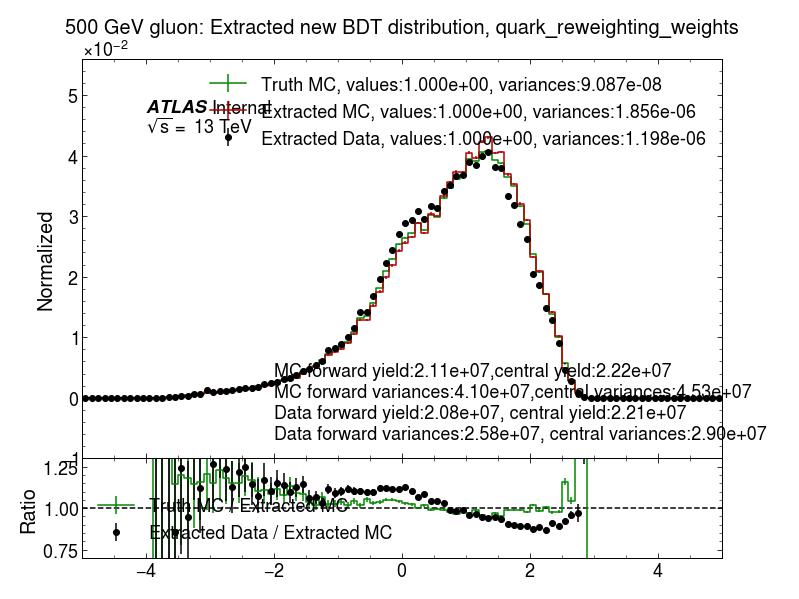 500 GeV gluon: Extracted new BDT distribution, quark_reweighting_weights
×10⁻²
Truth MC, values:1.000e+00, variances:9.087e-08
ATLAS Internal
Extracted MC, values:1.000e+00, variances:1.856e-06
√s = 13 TeV
Extracted Data, values:1.000e+00, variances:1.198e-06
5
4
3
2
1
0
1
Normalized
MC forward yield:2.11e+07,central yield:2.22e+07
MC forward variances:4.10e+07,central variances:4.53e+07
Data forward yield:2.08e+07, central yield:2.21e+07
Data forward variances:2.58e+07, central variances:2.90e+07
1.25
1.00
0.75
Ratio
Truth MC / Extracted MC
Extracted Data / Extracted MC
−4 −2 0 2 4